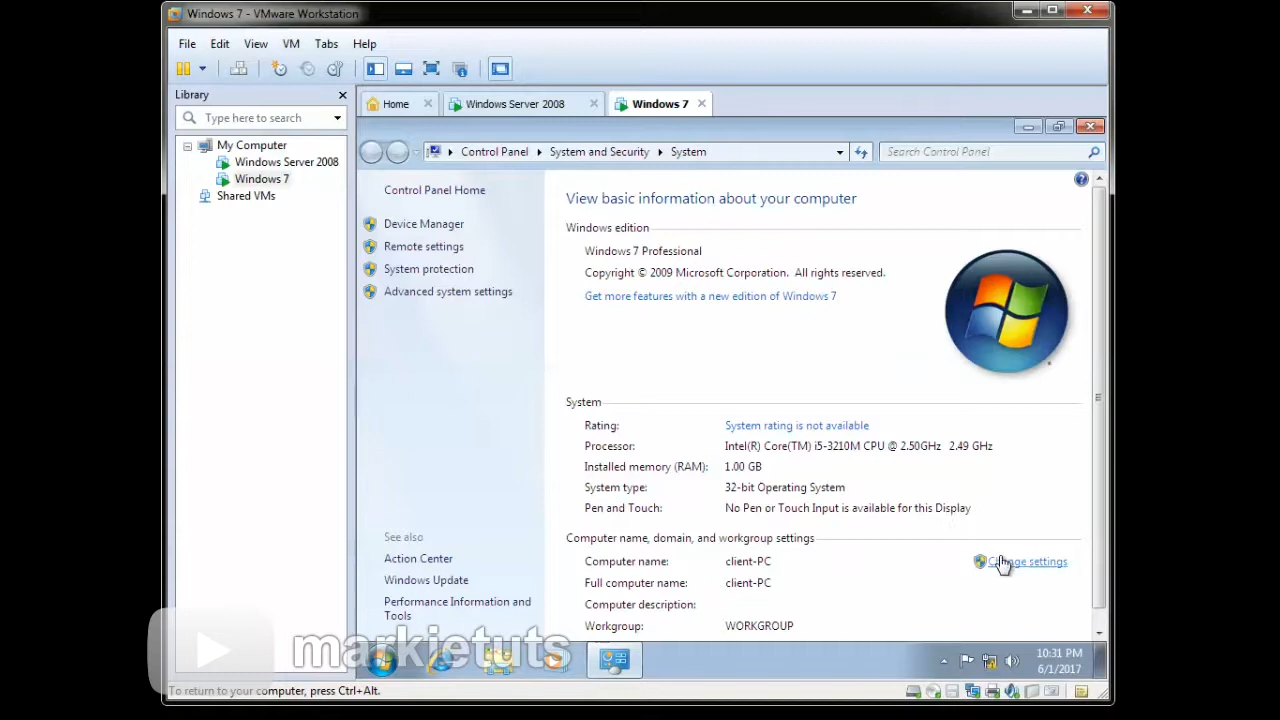 Windows 7 - VMware Workstation
File Edit View VM Tabs Help
Library
Type here to search
My Computer
Windows Server 2008
Windows 7
Shared VMs
Home
Windows Server 2008
Windows 7
Control Panel
System and Security
System
Search Control Panel
Control Panel Home
Device Manager
Remote settings
System protection
Advanced system settings
See also
Action Center
Windows Update
Performance Information and
Tools
View basic information about your computer
Windows edition
Windows 7 Professional
Copyright © 2009 Microsoft Corporation. All rights reserved.
Get more features with a new edition of Windows 7
System
Rating: System rating is not available
Processor: Intel(R) Core(TM) i5-3210M CPU @ 2.50GHz 2.49 GHz
Installed memory (RAM): 1.00 GB
System type: 32-bit Operating System
Pen and Touch: No Pen or Touch Input is available for this Display
Computer name, domain, and workgroup settings
Computer name: client-PC Change settings
Full computer name: client-PC
Computer description:
Workgroup: WORKGROUP
markietuts
10:31 PM
6/1/2017
To return to your computer, press Ctrl+Alt.